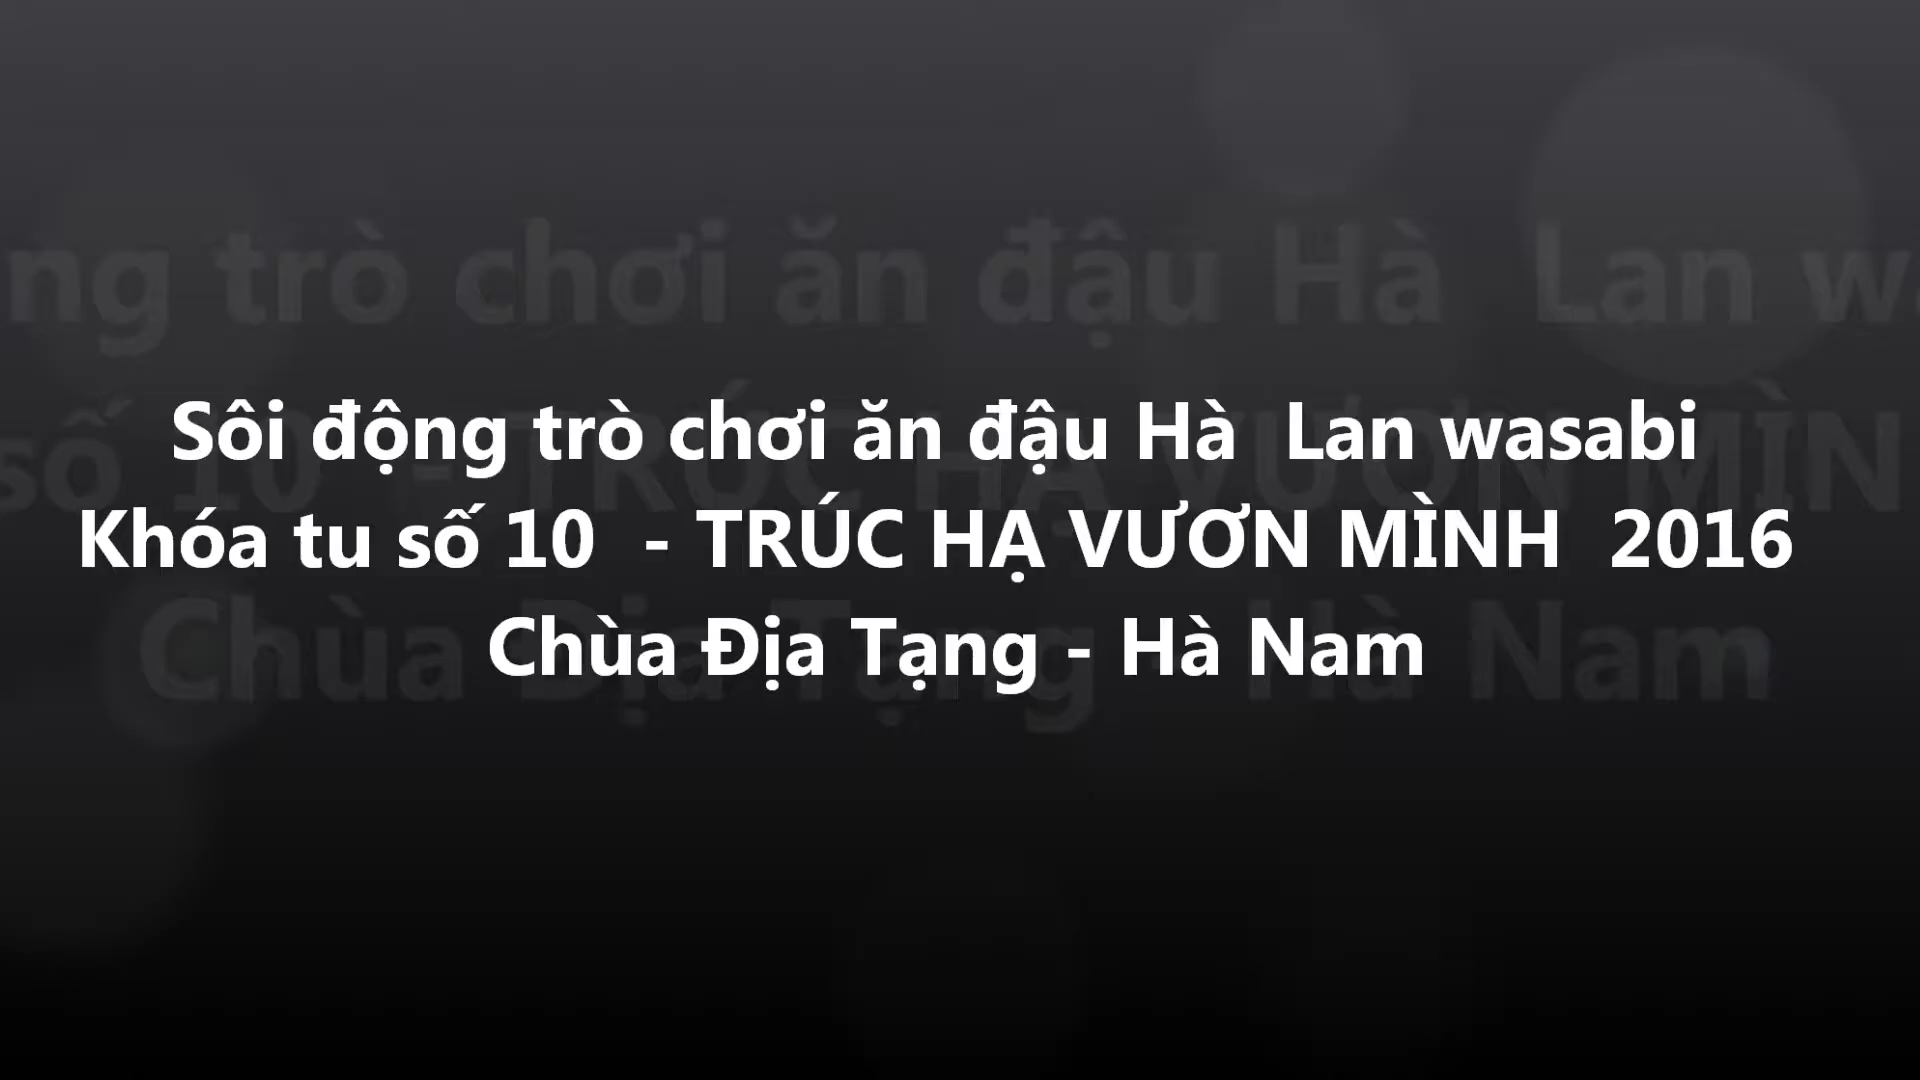 Sôi động trò chơi ăn đậu Hà  Lan wasabi
Khóa tu số 10  - TRÚC HẠ VƯƠN MÌNH  2016
Chùa Địa Tạng - Hà Nam